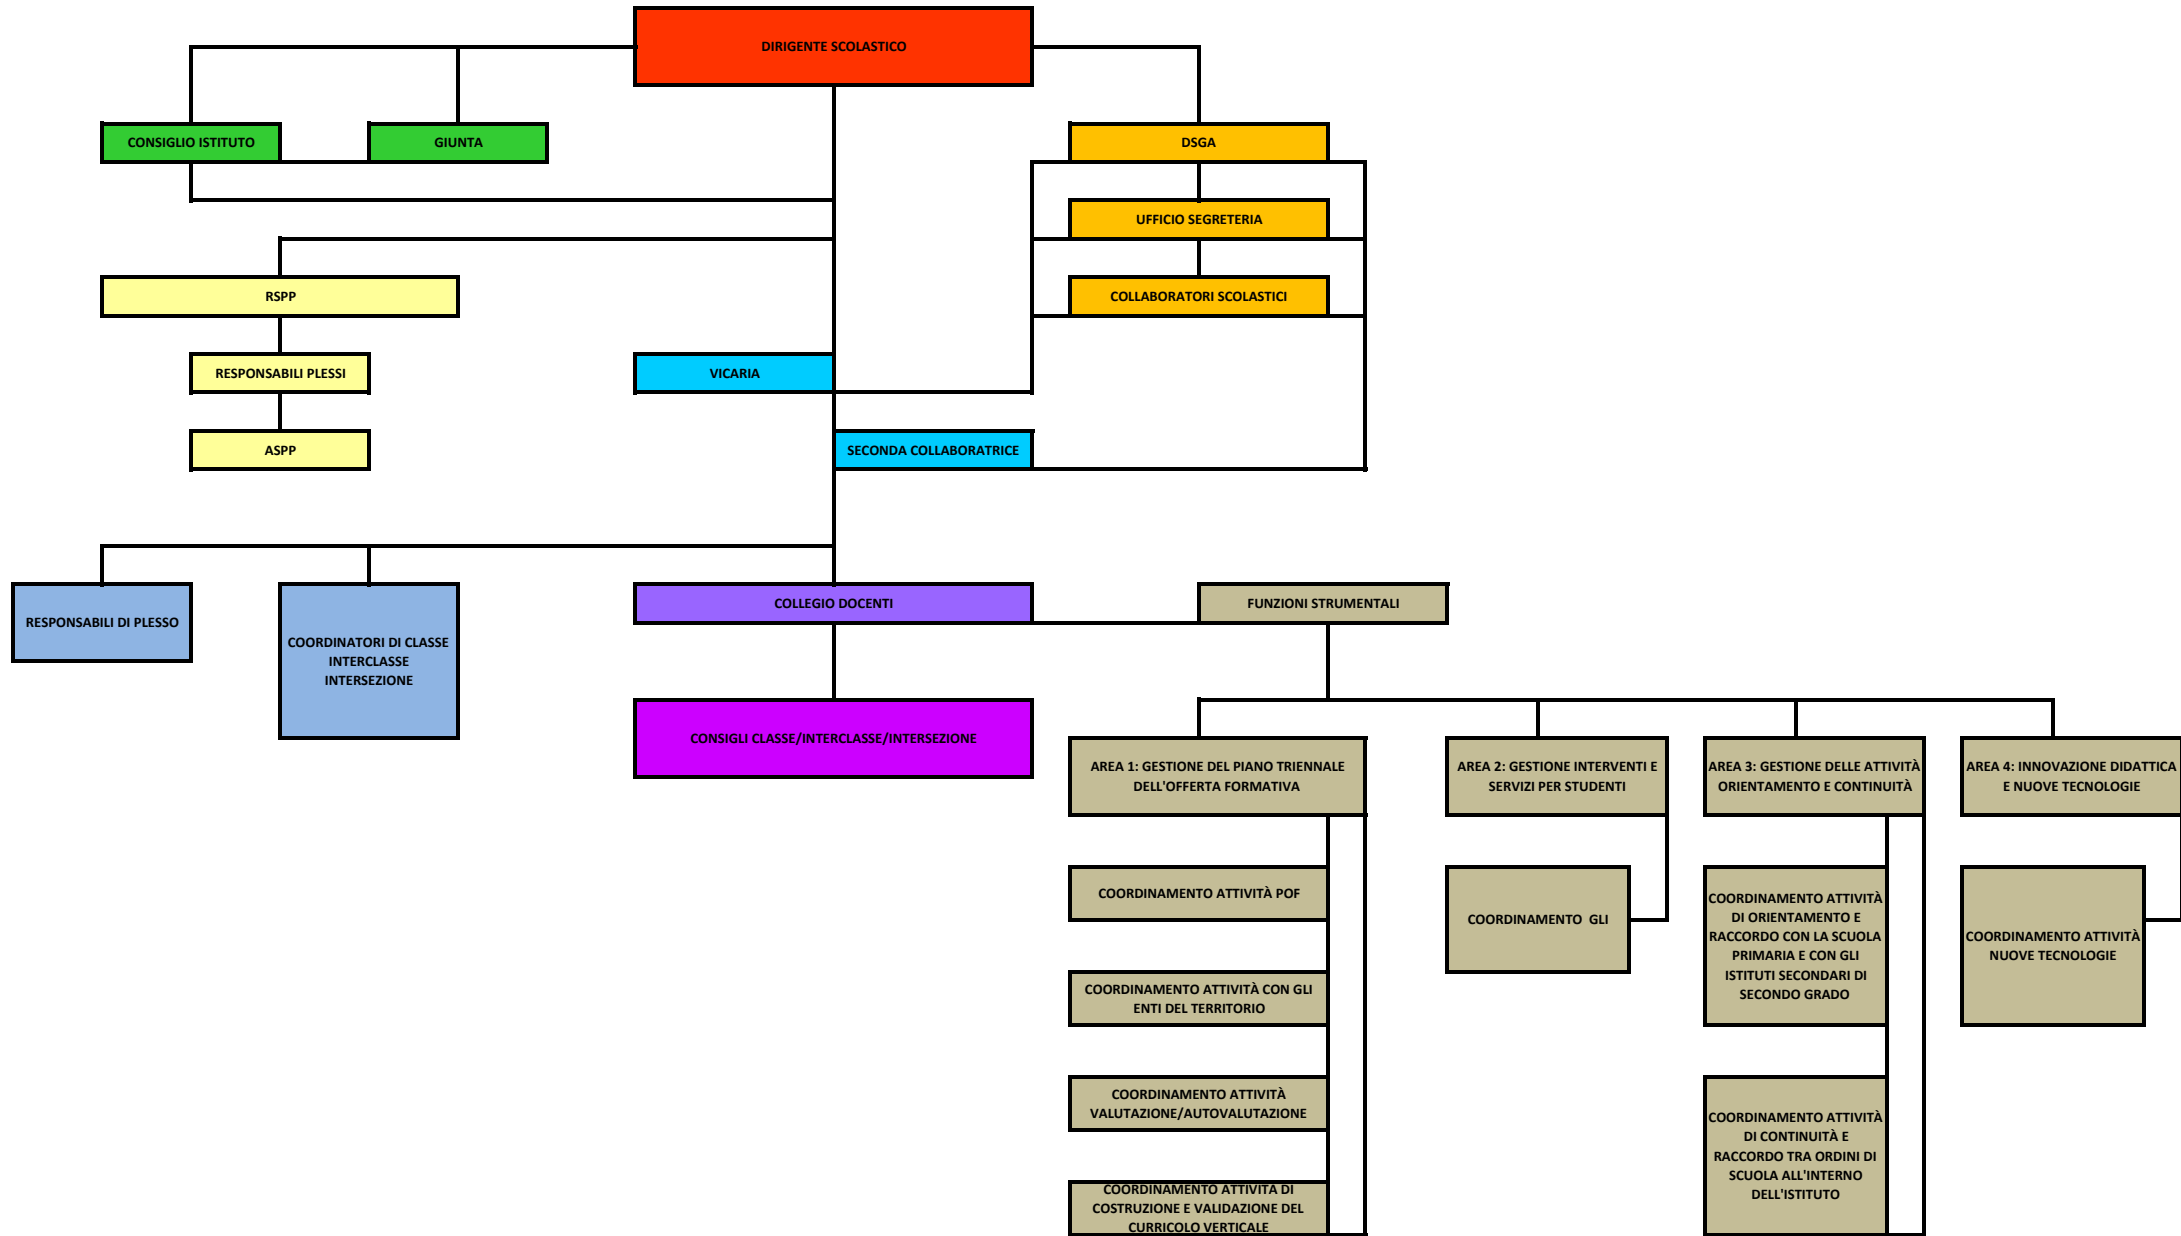 DIRIGENTE SCOLASTICO
CONSIGLIO ISTITUTO
GIUNTA
DSGA
UFFICIO SEGRETERIA
RSPP
COLLABORATORI SCOLASTICI
RESPONSABILI PLESSI
VICARIA
ASPP
SECONDA COLLABORATRICE
RESPONSABILI DI PLESSO
COORDINATORI DI CLASSE
INTERCLASSE
INTERSEZIONE
COLLEGIO DOCENTI
FUNZIONI STRUMENTALI
CONSIGLI CLASSE/INTERCLASSE/INTERSEZIONE
AREA 1: GESTIONE DEL PIANO TRIENNALE
DELL'OFFERTA FORMATIVA
AREA 2: GESTIONE INTERVENTI E
SERVIZI PER STUDENTI
AREA 3: GESTIONE DELLE ATTIVITÀ
ORIENTAMENTO E CONTINUITÀ
AREA 4: INNOVAZIONE DIDATTICA
E NUOVE TECNOLOGIE
COORDINAMENTO ATTIVITÀ POF
COORDINAMENTO GLI
COORDINAMENTO ATTIVITÀ
DI ORIENTAMENTO E
RACCORDO CON LA SCUOLA
PRIMARIA E CON GLI
ISTITUTI SECONDARI DI
SECONDO GRADO
COORDINAMENTO ATTIVITÀ
NUOVE TECNOLOGIE
COORDINAMENTO ATTIVITÀ CON GLI
ENTI DEL TERRITORIO
COORDINAMENTO ATTIVITÀ
VALUTAZIONE/AUTOVALUTAZIONE
COORDINAMENTO ATTIVITÀ
DI CONTINUITÀ E
RACCORDO TRA ORDINI DI
SCUOLA ALL'INTERNO
DELL'ISTITUTO
COORDINAMENTO ATTIVITÀ DI
COSTRUZIONE E VALIDAZIONE DEL
CURRICOLO VERTICALE